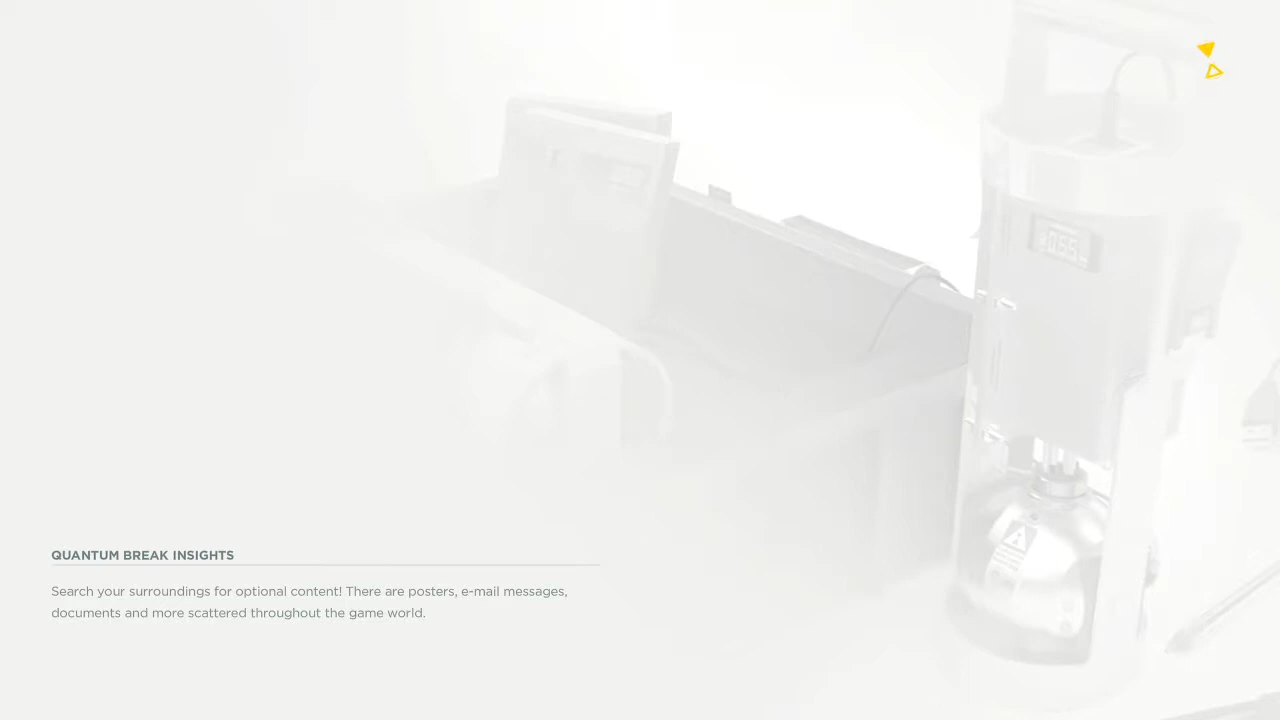 QUANTUM BREAK INSIGHTS
Search your surroundings for optional content! There are posters, e-mail messages,
documents and more scattered throughout the game world.